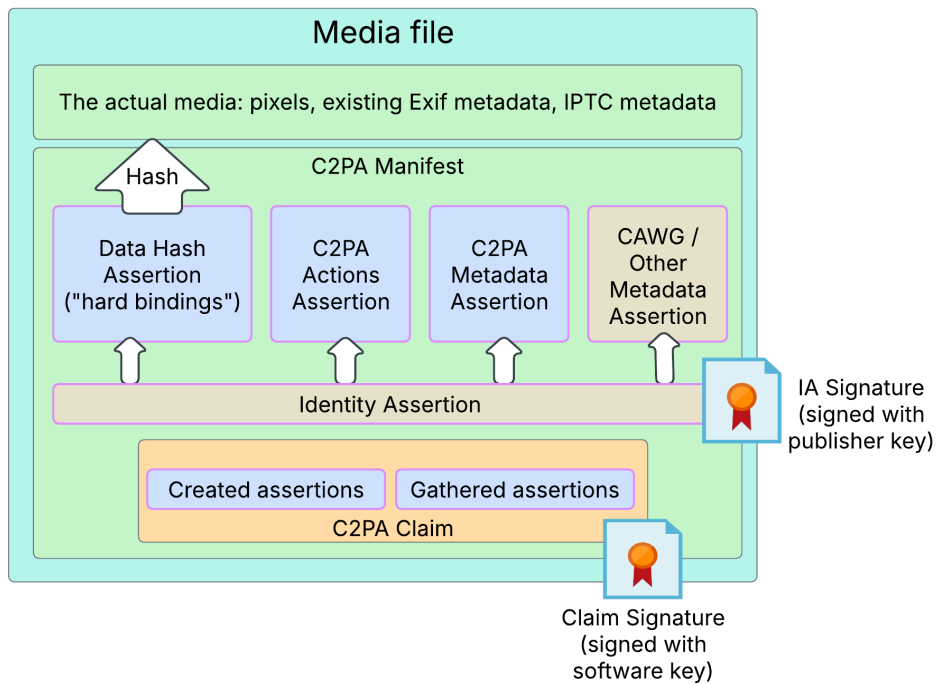 Media file
The actual media: pixels, existing Exif metadata, IPTC metadata
C2PA Manifest
Hash
Data Hash
Assertion
("hard bindings")
C2PA
Actions
Assertion
C2PA
Metadata
Assertion
CAWG /
Other
Metadata
Assertion
Identity Assertion
IA Signature
(signed with
publisher key)
Created assertions
Gathered assertions
C2PA Claim
Claim Signature
(signed with
software key)